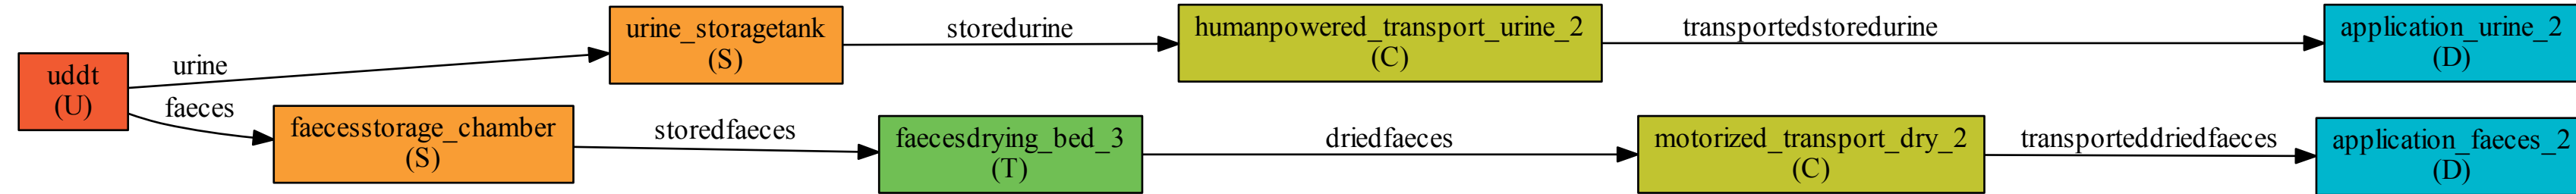 uddt
(U)
urine
faeces
urine_storagetank
(S)
storedurine
humanpowered_transport_urine_2
(C)
transportedstoredurine
application_urine_2
(D)
faecesstorage_chamber
(S)
storedfaeces
faecesdrying_bed_3
(T)
driedfaeces
motorized_transport_dry_2
(C)
transporteddriedfaeces
application_faeces_2
(D)